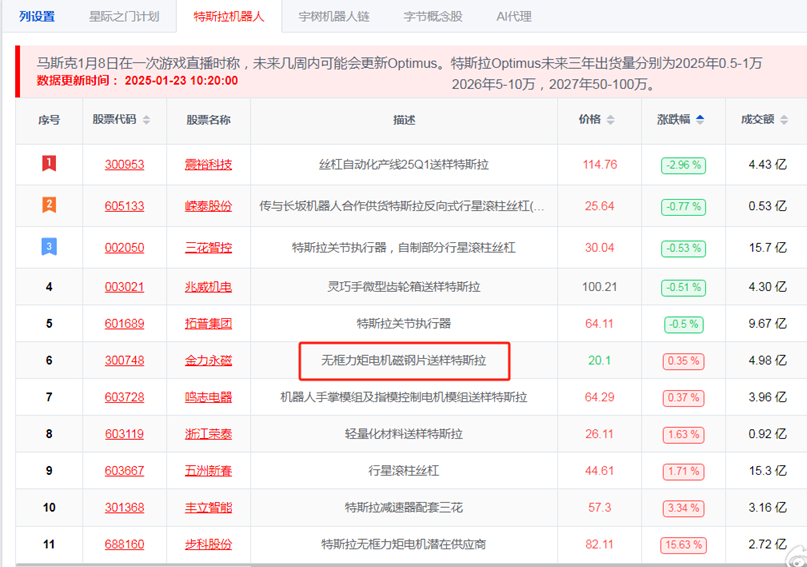 列设置 星际之门计划 特斯拉机器人 宇树机器人链 字节概念股 AI代理
马斯克1月8日在一次游戏直播时称，未来几周内可能会更新Optimus。特斯拉Optimus未来三年出货量分别为2025年0.5-1万
数据更新时间： 2025-01-23 10:20:00 2026年5-10万，2027年50-100万。
序号 股票代码 股票名称 描述 价格 涨跌幅 成交额
1 300953 震裕科技 丝杠自动化产线25Q1送样特斯拉 114.76 -2.96 % 4.43 亿
2 605133 嵘泰股份 传与长坂机器人合作供货特斯拉反向式行星滚柱丝杠(... 25.64 -0.77 % 0.53 亿
3 002050 三花智控 特斯拉关节执行器，自制部分行星滚柱丝杠 30.04 -0.53 % 15.7 亿
4 003021 兆威机电 灵巧手微型齿轮箱送样特斯拉 100.21 -0.51 % 4.30 亿
5 601689 拓普集团 特斯拉关节执行器 64.11 -0.5 % 9.67 亿
6 300748 金力永磁 无框力矩电机磁钢片送样特斯拉 20.1 0.35 % 4.98 亿
7 603728 鸣志电器 机器人手掌模组及指模控制电机模组送样特斯拉 64.29 0.37 % 3.96 亿
8 603119 浙江荣泰 轻量化材料送样特斯拉 26.11 1.63 % 0.92 亿
9 603667 五洲新春 行星滚柱丝杠 44.61 1.71 % 15.3 亿
10 301368 丰立智能 特斯拉减速器配套三花 57.3 3.34 % 3.16 亿
11 688160 步科股份 特斯拉无框力矩电机潜在供应商 82.11 15.63 % 2.72 亿